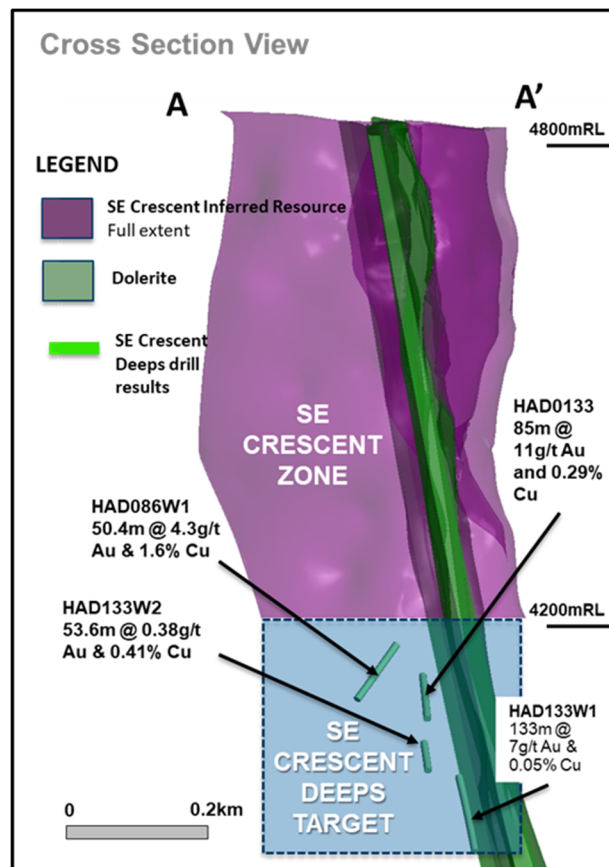 Cross Section View
A
A’
4800mRL
LEGEND
SE Crescent Inferred Resource
Full extent
Dolerite
SE Crescent
Deeps drill
results
SE
CRESCENT
ZONE
HAD0133
85m @
11g/t Au
and 0.29%
Cu
HAD086W1
50.4m @ 4.3g/t
Au & 1.6% Cu
HAD133W2
53.6m @ 0.38g/t
Au & 0.41% Cu
4200mRL
HAD133W1
133m @
7g/t Au &
0.05% Cu
SE
CRESCENT
DEEPS
TARGET
0
0.2km